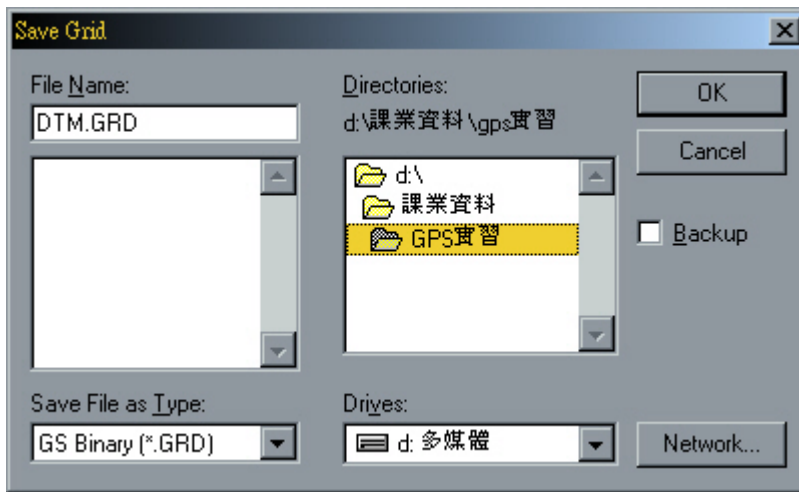 Save Grid
File Name:
DTM.GRD
Directories:
d:\課業資料\gps實習
d:\
課業資料
GPS實習
OK
Cancel
Backup
Save File as Type:
GS Binary (*.GRD)
Drives:
d: 多媒體
Network...